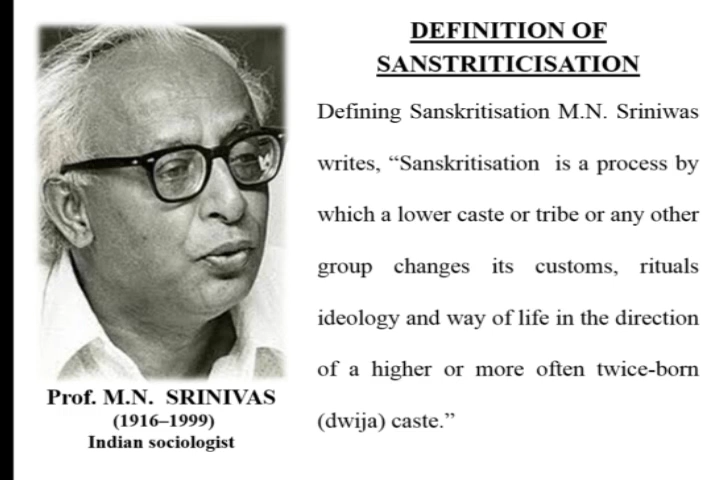 DEFINITION OF
SANSTRITICISATION
Defining Sanskritisation M.N. Sriniwas
writes, “Sanskritisation is a process by
which a lower caste or tribe or any other
group changes its customs, rituals
ideology and way of life in the direction
of a higher or more often twice-born
(dwija) caste.”
Prof. M.N. SRINIVAS
(1916–1999)
Indian sociologist